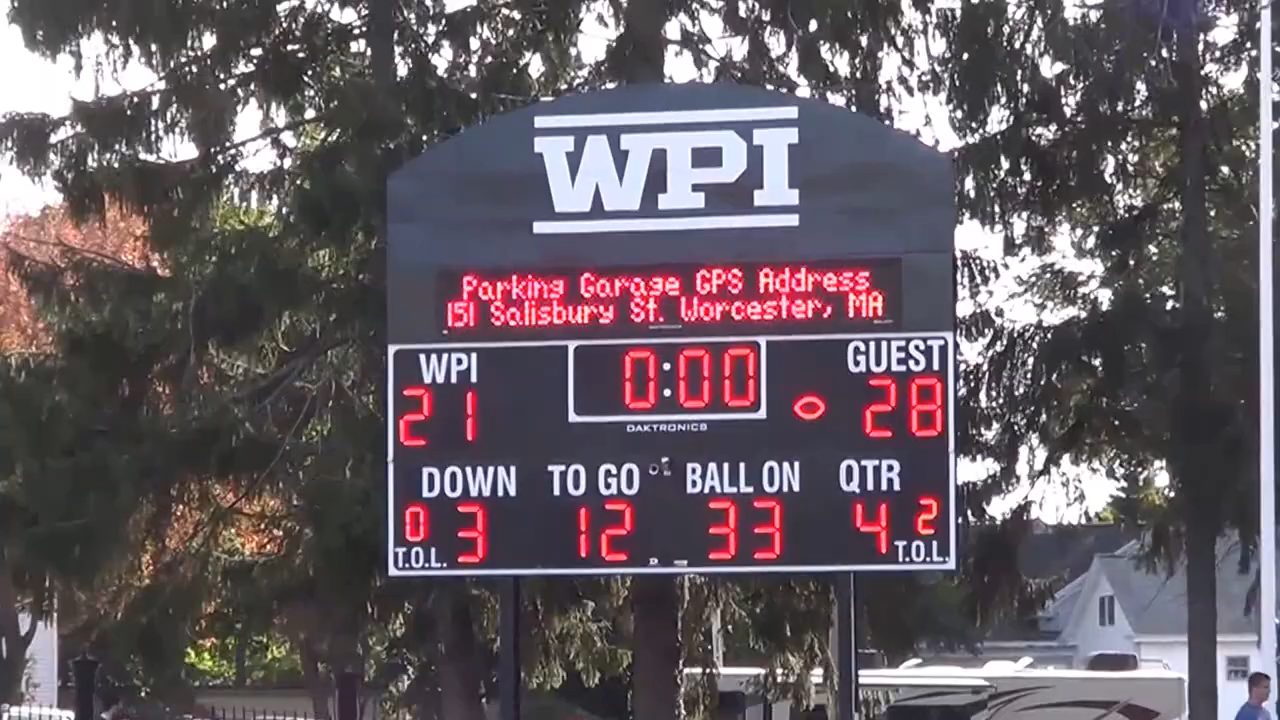 WPI
Parking Garage GPS Address
151 Salisbury St. Worcester, MA
WPI 0:00 GUEST
21 28
DAKTRONICS
DOWN TO GO BALL ON QTR
0 3 12 33 4 2
T.O.L. T.O.L.